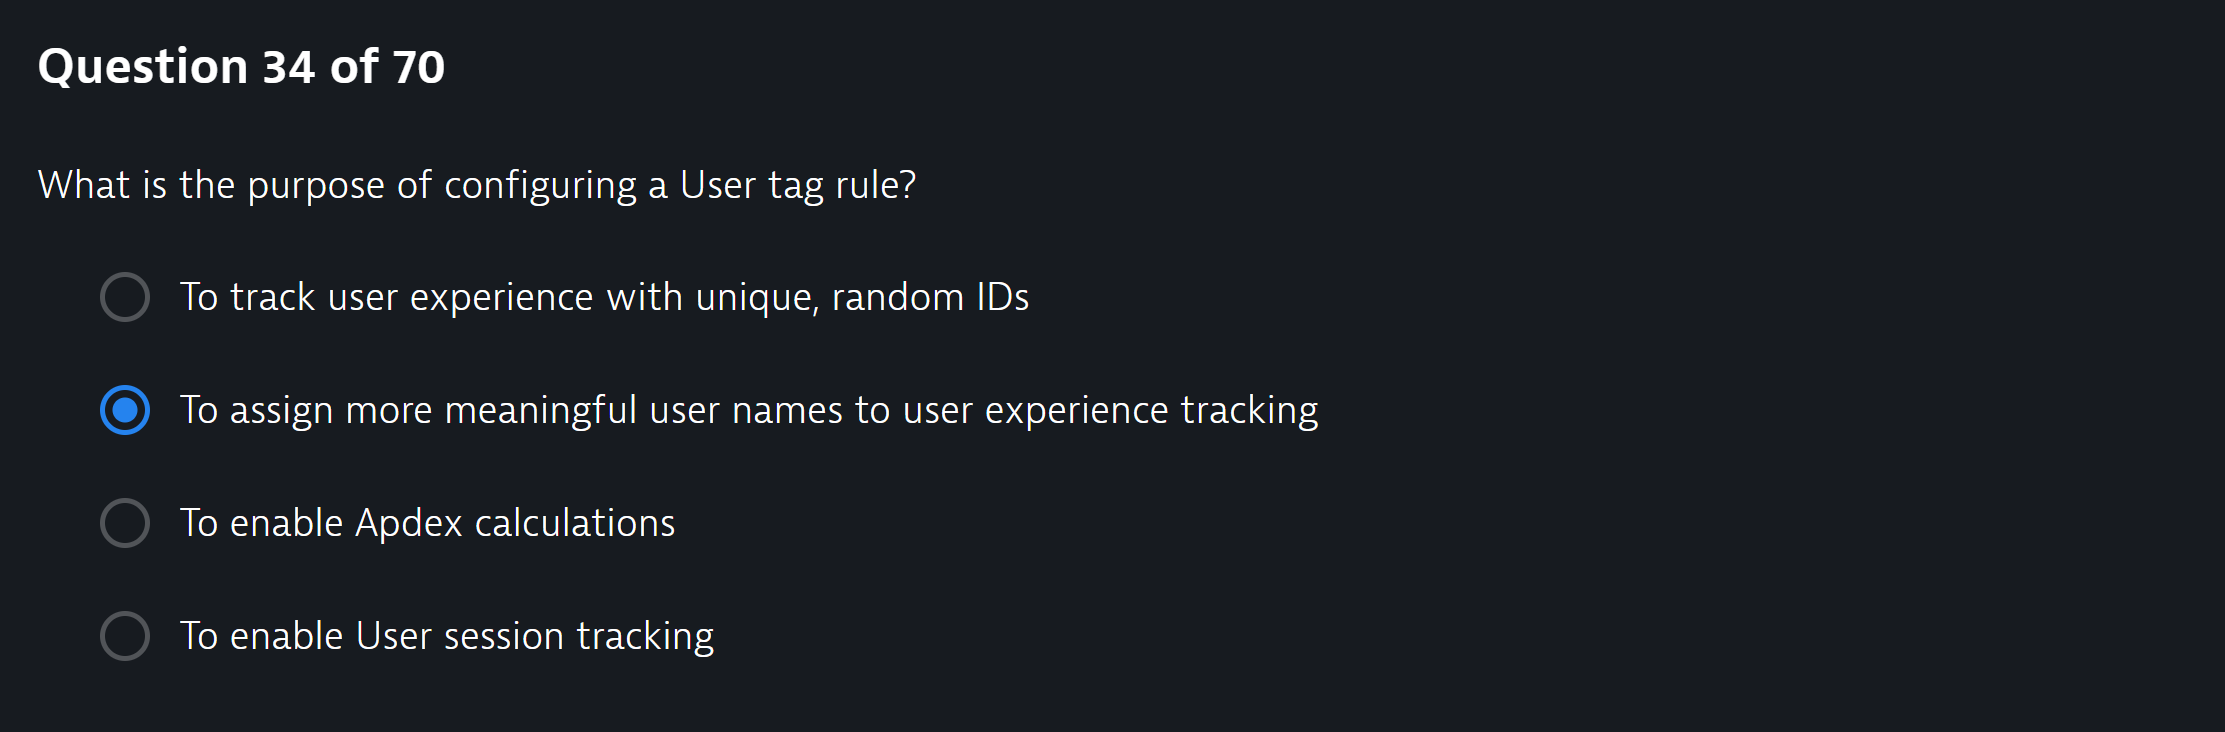 Question 34 of 70
What is the purpose of configuring a User tag rule?
To track user experience with unique, random IDs
To assign more meaningful user names to user experience tracking
To enable Apdex calculations
To enable User session tracking